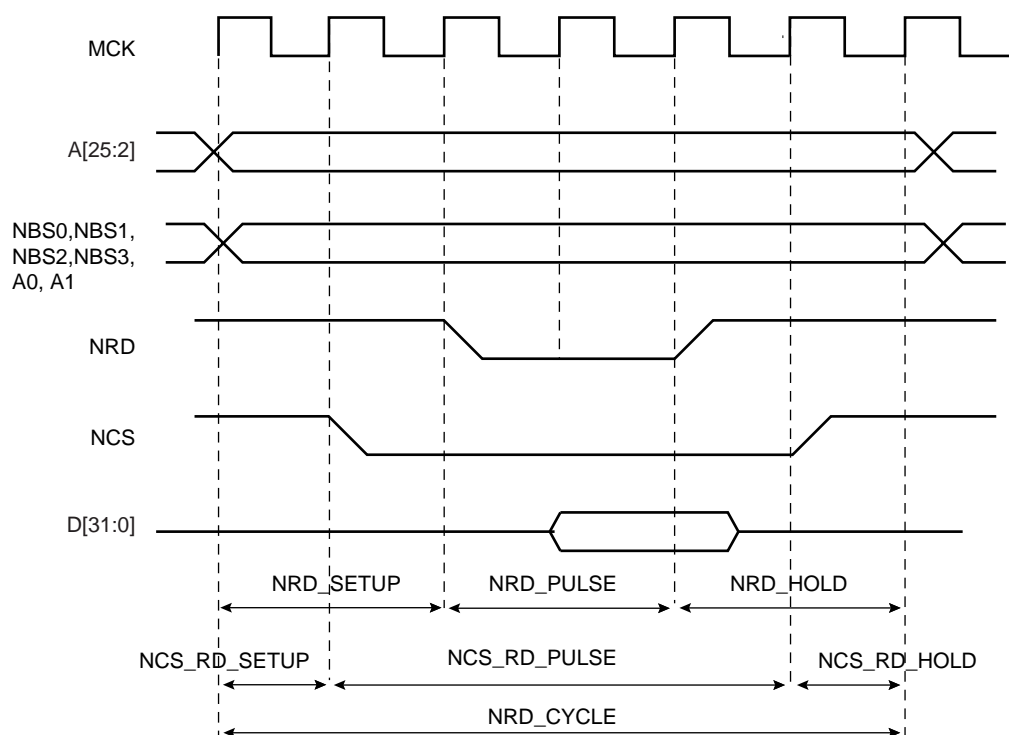 MCK
A[25:2]
NBS0,NBS1,
NBS2,NBS3,
A0, A1
NRD
NCS
D[31:0]
NRD_SETUP NRD_PULSE NRD_HOLD
NCS_RD_SETUP NCS_RD_PULSE NCS_RD_HOLD
NRD_CYCLE